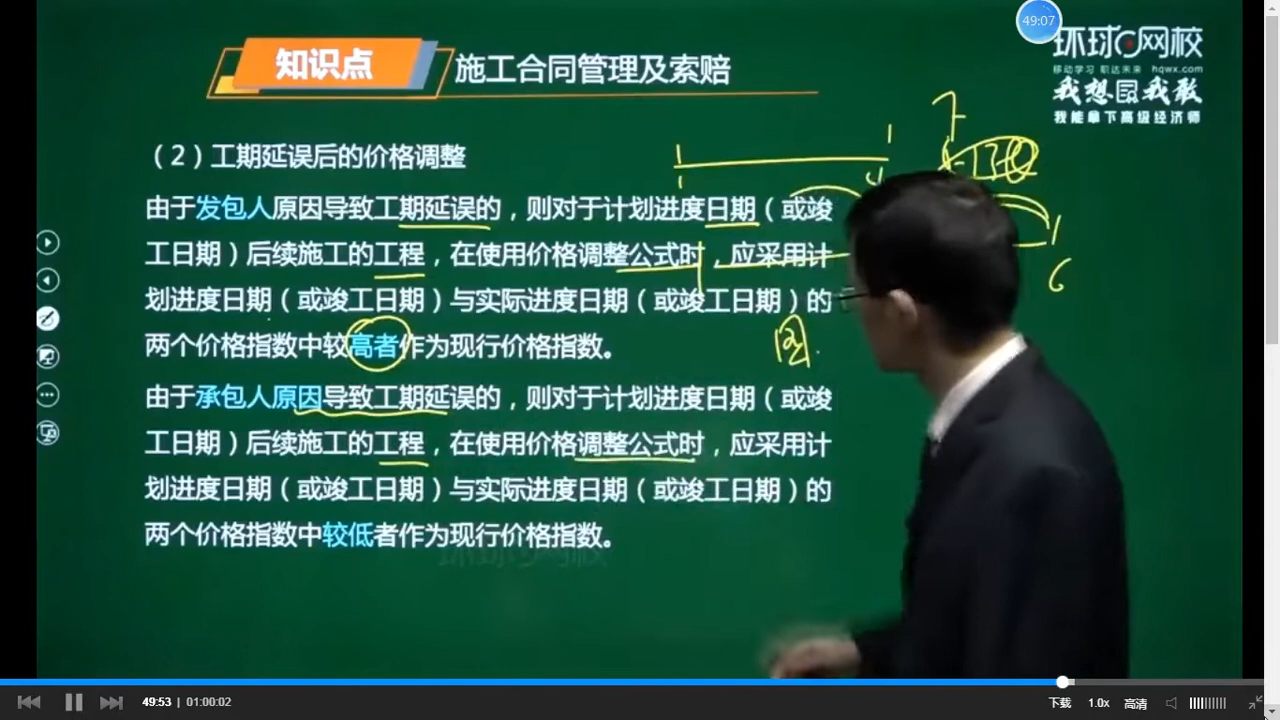 49:07
环球网校
移动学习 职达未来 hqwx.com
我想 我敢
我能拿下高级经济师
知识点
施工合同管理及索赔
7
(2)工期延误后的价格调整
由于发包人原因导致工期延误的,则对于计划进度日期(或竣
工日期)后续施工的工程,在使用价格调整公式时,应采用计
6
划进度日期(或竣工日期)与实际进度日期(或竣工日期)的
两个价格指数中较高者作为现行价格指数。
由于承包人原因导致工期延误的,则对于计划进度日期(或竣
工日期)后续施工的工程,在使用价格调整公式时,应采用计
划进度日期(或竣工日期)与实际进度日期(或竣工日期)的
两个价格指数中较低者作为现行价格指数。
环球网校
49:53 | 01:00:02
下载 1.0x 高清